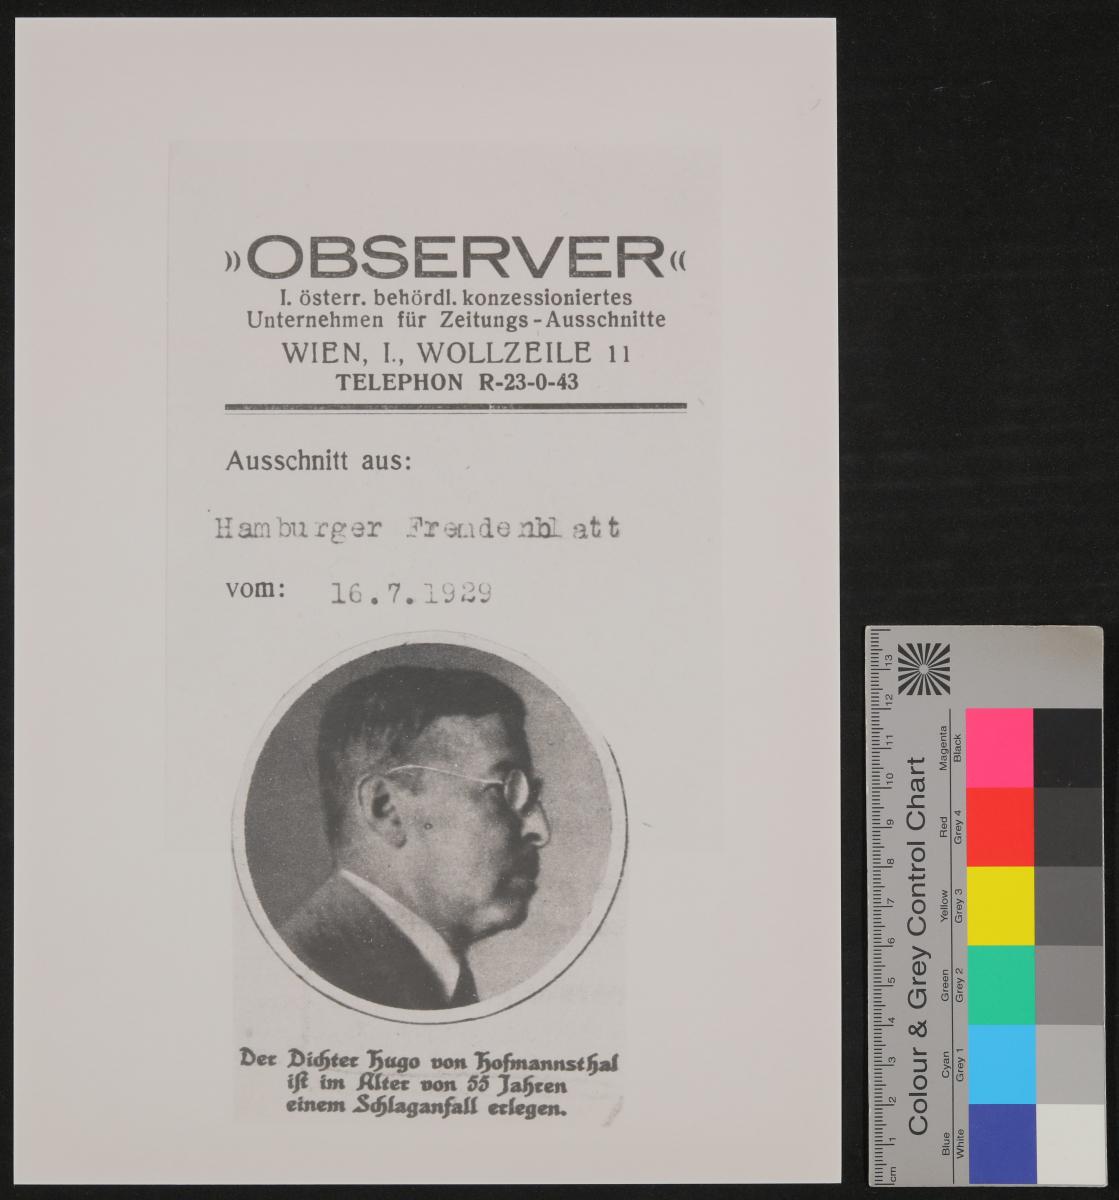 »OBSERVER«
I. österr. behördl. konzessioniertes
Unternehmen für Zeitungs-Ausschnitte
WIEN, I., WOLLZEILE 11
TELEPHON R-23-0-43
Ausschnitt aus:
Hamburger Fremdenblatt
vom: 16.7.1929
Der Dichter Hugo von Hofmannsthal
ist im Alter von 55 Jahren
einem Schlaganfall erlegen.
Colour & Grey Control Chart
Blue Cyan Green Yellow Red Magenta
White Grey 1 Grey 2 Grey 3 Grey 4 Black
cm 1 2 3 4 5 6 7 8 9 10 11 12 13